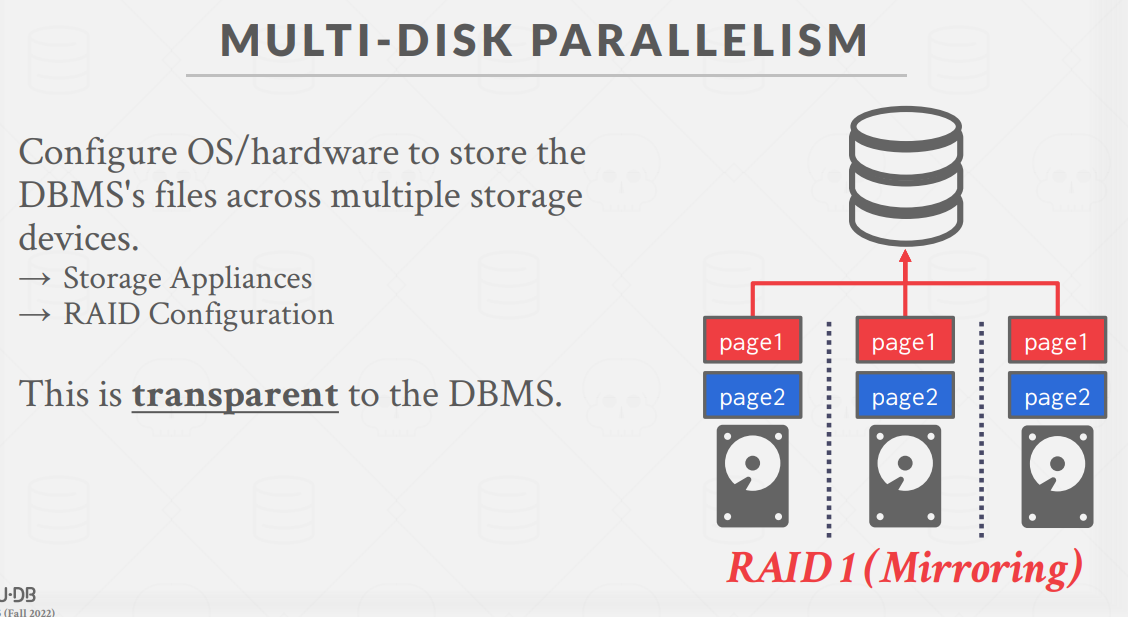 MULTI-DISK PARALLELISM
Configure OS/hardware to store the
DBMS's files across multiple storage
devices.
→ Storage Appliances
→ RAID Configuration
This is transparent to the DBMS.
page1 page1 page1
page2 page2 page2
RAID 1 (Mirroring)
U·DB
(Fall 2022)